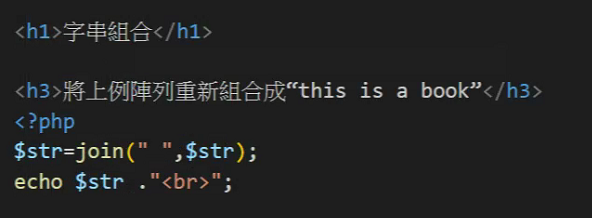 <h1>字串組合</h1>
<h3>將上例陣列重新組合成“this is a book”</h3>
<?php
$str=join(" ",$str);
echo $str ."<br>";